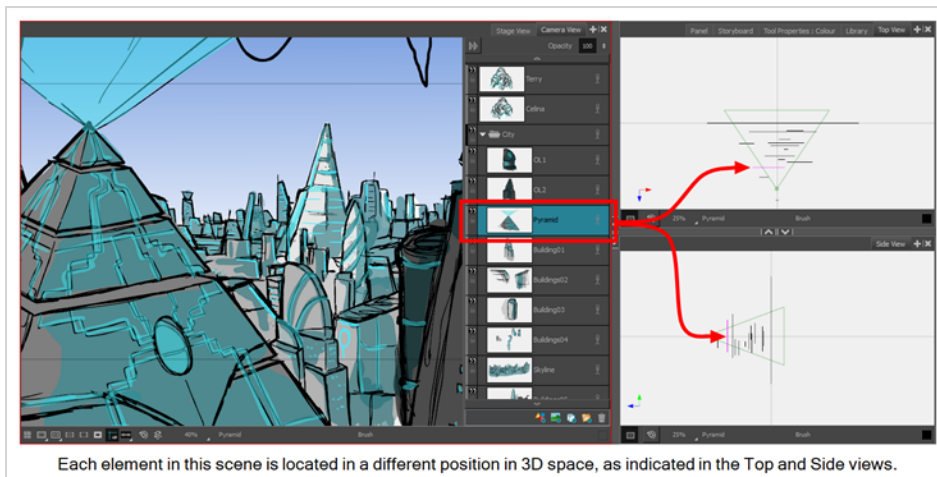 Stage View Camera View
Panel Storyboard Tool Properties : Colour Library Top View
Opacity 100
Terry
Celina
City
OL1
OL2
Pyramid
Buildings01
Buildings02
Buildings03
Buildings04
Skyline
25% Pyramid Brush
Side View
40% Pyramid Brush
25% Pyramid Brush
Each element in this scene is located in a different position in 3D space, as indicated in the Top and Side views.